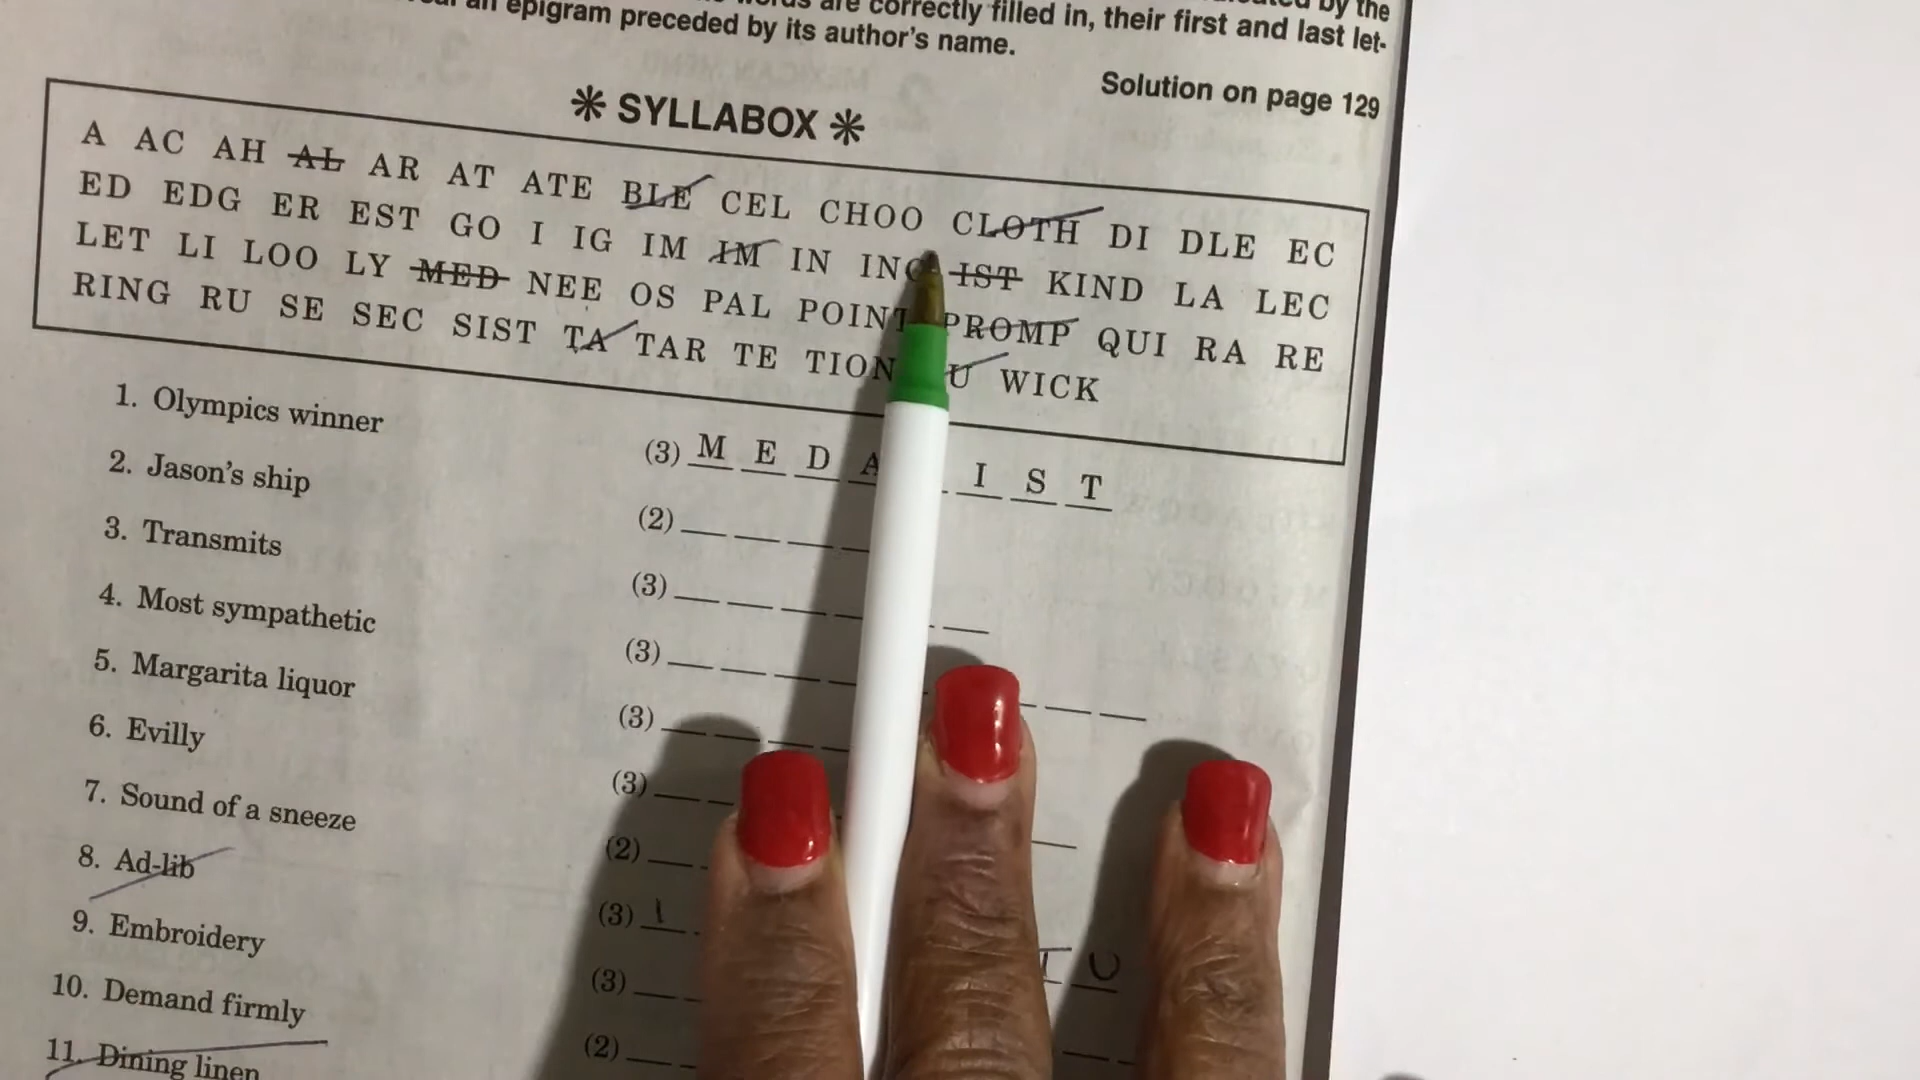 by the
an epigram are correctly filled in, their first and last let-
preceded by its author's name.
Solution on page 129
* SYLLABOX *
A AC AH AL AR AT ATE BLE CEL CHOO CLOTH DI DLE EC
ED EDG ER EST GO I IG IM IM IN ING IST KIND LA LEC
LET LI LOO LY MED NEE OS PAL POINT PROMP QUI RA RE
RING RU SE SEC SIST TA TAR TE TION U WICK
1. Olympics winner (3) M E D A I S T
2. Jason's ship (2)
3. Transmits (3)
4. Most sympathetic (3)
5. Margarita liquor (3)
6. Evilly (3)
7. Sound of a sneeze (2)
8. Ad-lib (3) I
9. Embroidery (3)
10. Demand firmly (2)
11. Dining linen